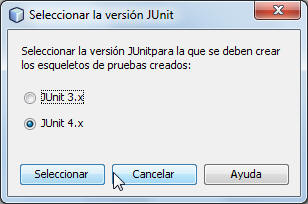 Seleccionar la versión JUnit
Seleccionar la versión JUnitpara la que se deben crear
los esqueletos de pruebas creados:
JUnit 3.x
JUnit 4.x
Seleccionar Cancelar Ayuda